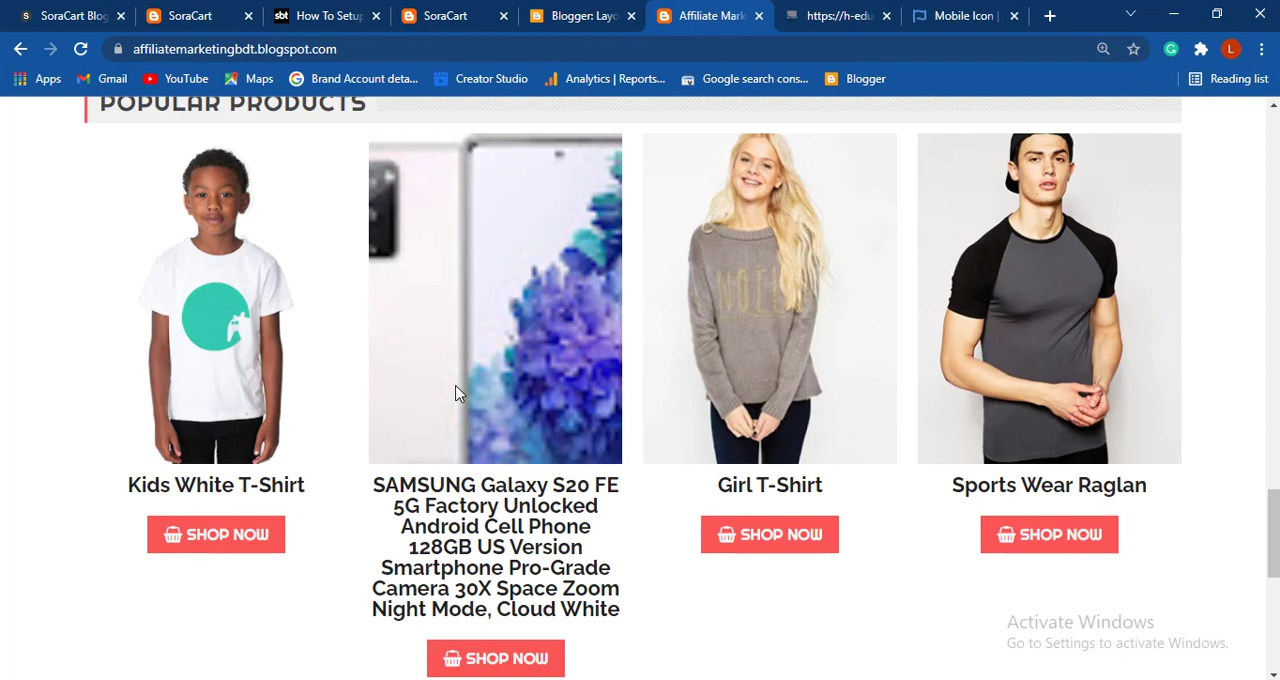 SoraCart Blog
SoraCart
How To Setup
SoraCart
Blogger: Layo
Affiliate Mark
https://h-edu
Mobile Icon |
affiliatemarketingbdt.blogspot.com
L
Apps
Gmail
YouTube
Maps
Brand Account deta...
Creator Studio
Analytics | Reports...
Google search cons...
Blogger
Reading list
POPULAR PRODUCTS
NOEL
Kids White T-Shirt
SHOP NOW
SAMSUNG Galaxy S20 FE
5G Factory Unlocked
Android Cell Phone
128GB US Version
Smartphone Pro-Grade
Camera 30X Space Zoom
Night Mode, Cloud White
SHOP NOW
Girl T-Shirt
SHOP NOW
Sports Wear Raglan
SHOP NOW
Activate Windows
Go to Settings to activate Windows.